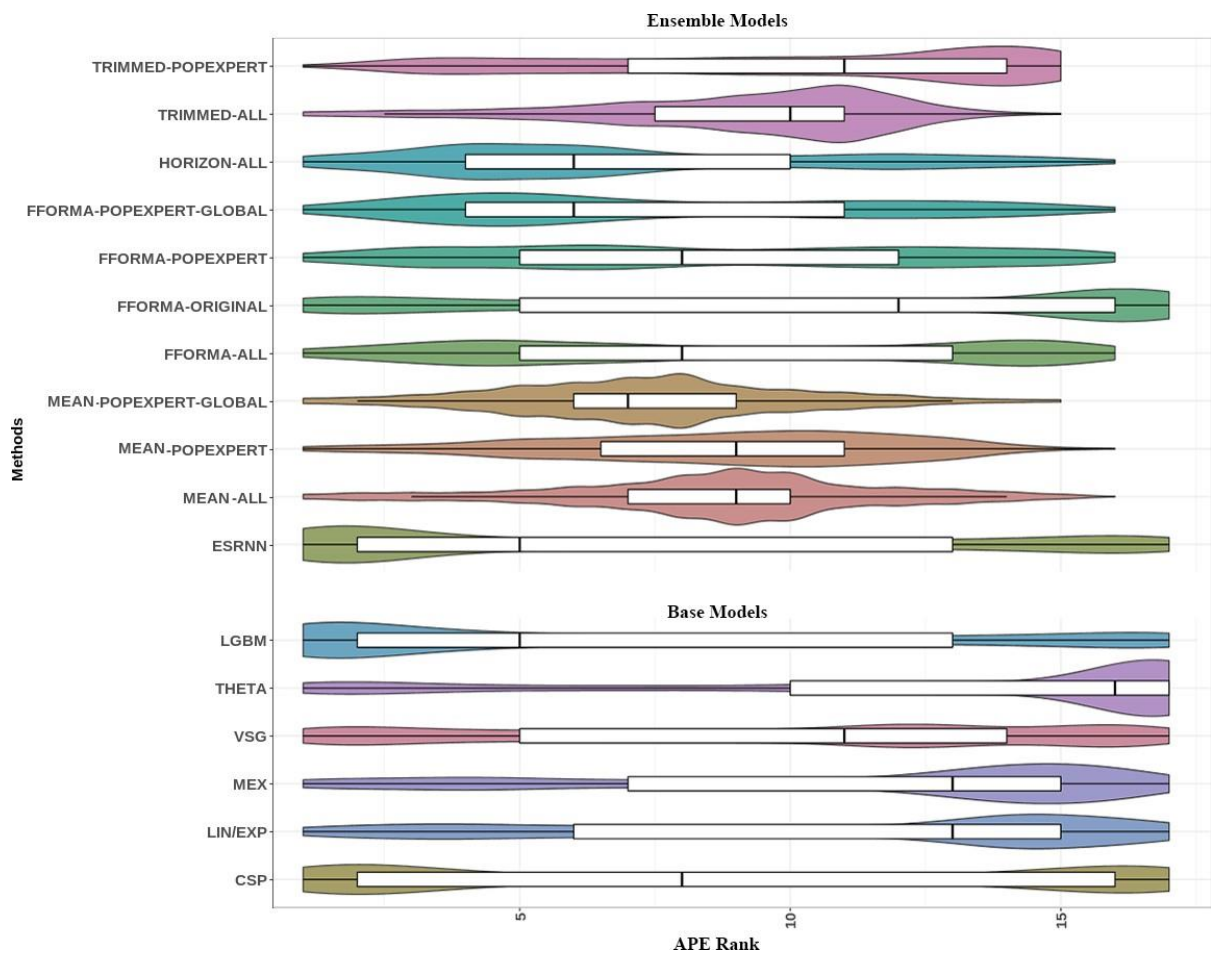 Ensemble Models
TRIMMED-POPEXPERT
TRIMMED-ALL
HORIZON-ALL
FFORMA-POPEXPERT-GLOBAL
FFORMA-POPEXPERT
FFORMA-ORIGINAL
FFORMA-ALL
MEAN-POPEXPERT-GLOBAL
MEAN-POPEXPERT
MEAN-ALL
ESRNN
Methods
Base Models
LGBM
THETA
VSG
MEX
LIN/EXP
CSP
5 10 15
APE Rank